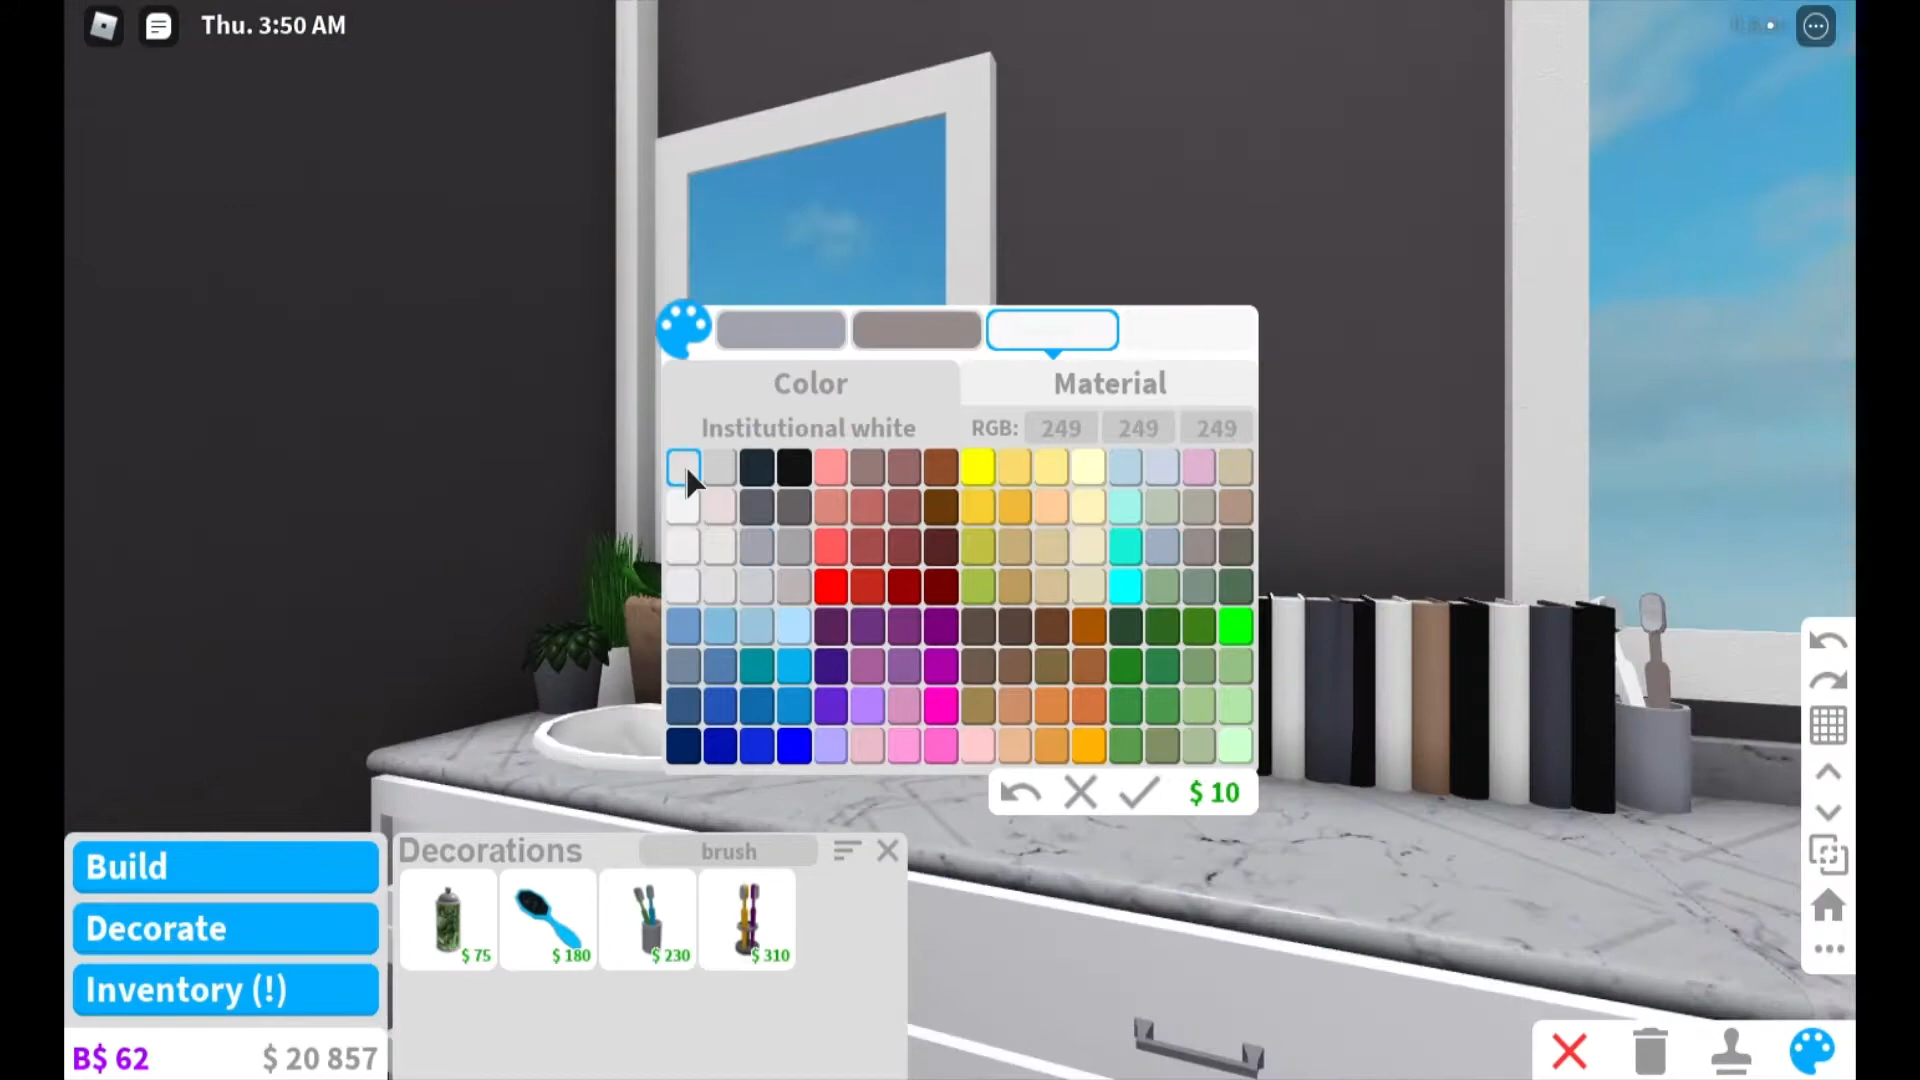 Thu. 3:50 AM
Color
Material
Institutional white
RGB: 249 249 249
$ 10
Build
Decorate
Inventory (!)
B$ 62
$ 20 857
Decorations
brush
$ 75
$ 180
$ 230
$ 310